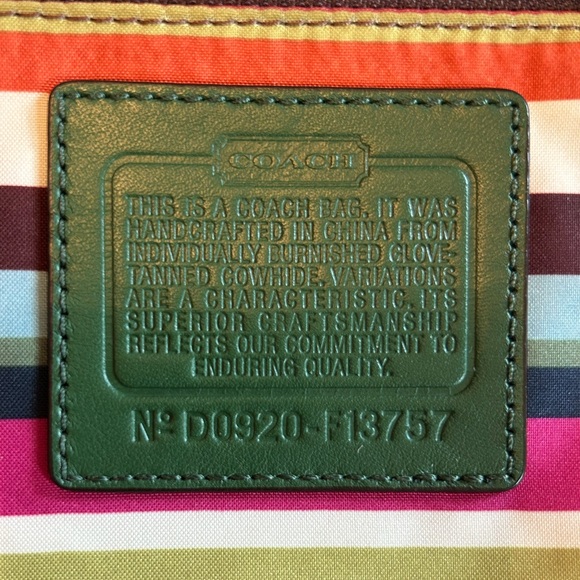 COACH
THIS IS A COACH BAG. IT WAS
HANDCRAFTED IN CHINA FROM
INDIVIDUALLY BURNISHED GLOVE-
TANNED COWHIDE. VARIATIONS
ARE A CHARACTERISTIC. ITS
SUPERIOR CRAFTSMANSHIP
REFLECTS OUR COMMITMENT TO
ENDURING QUALITY.
Nº D0920-F13757